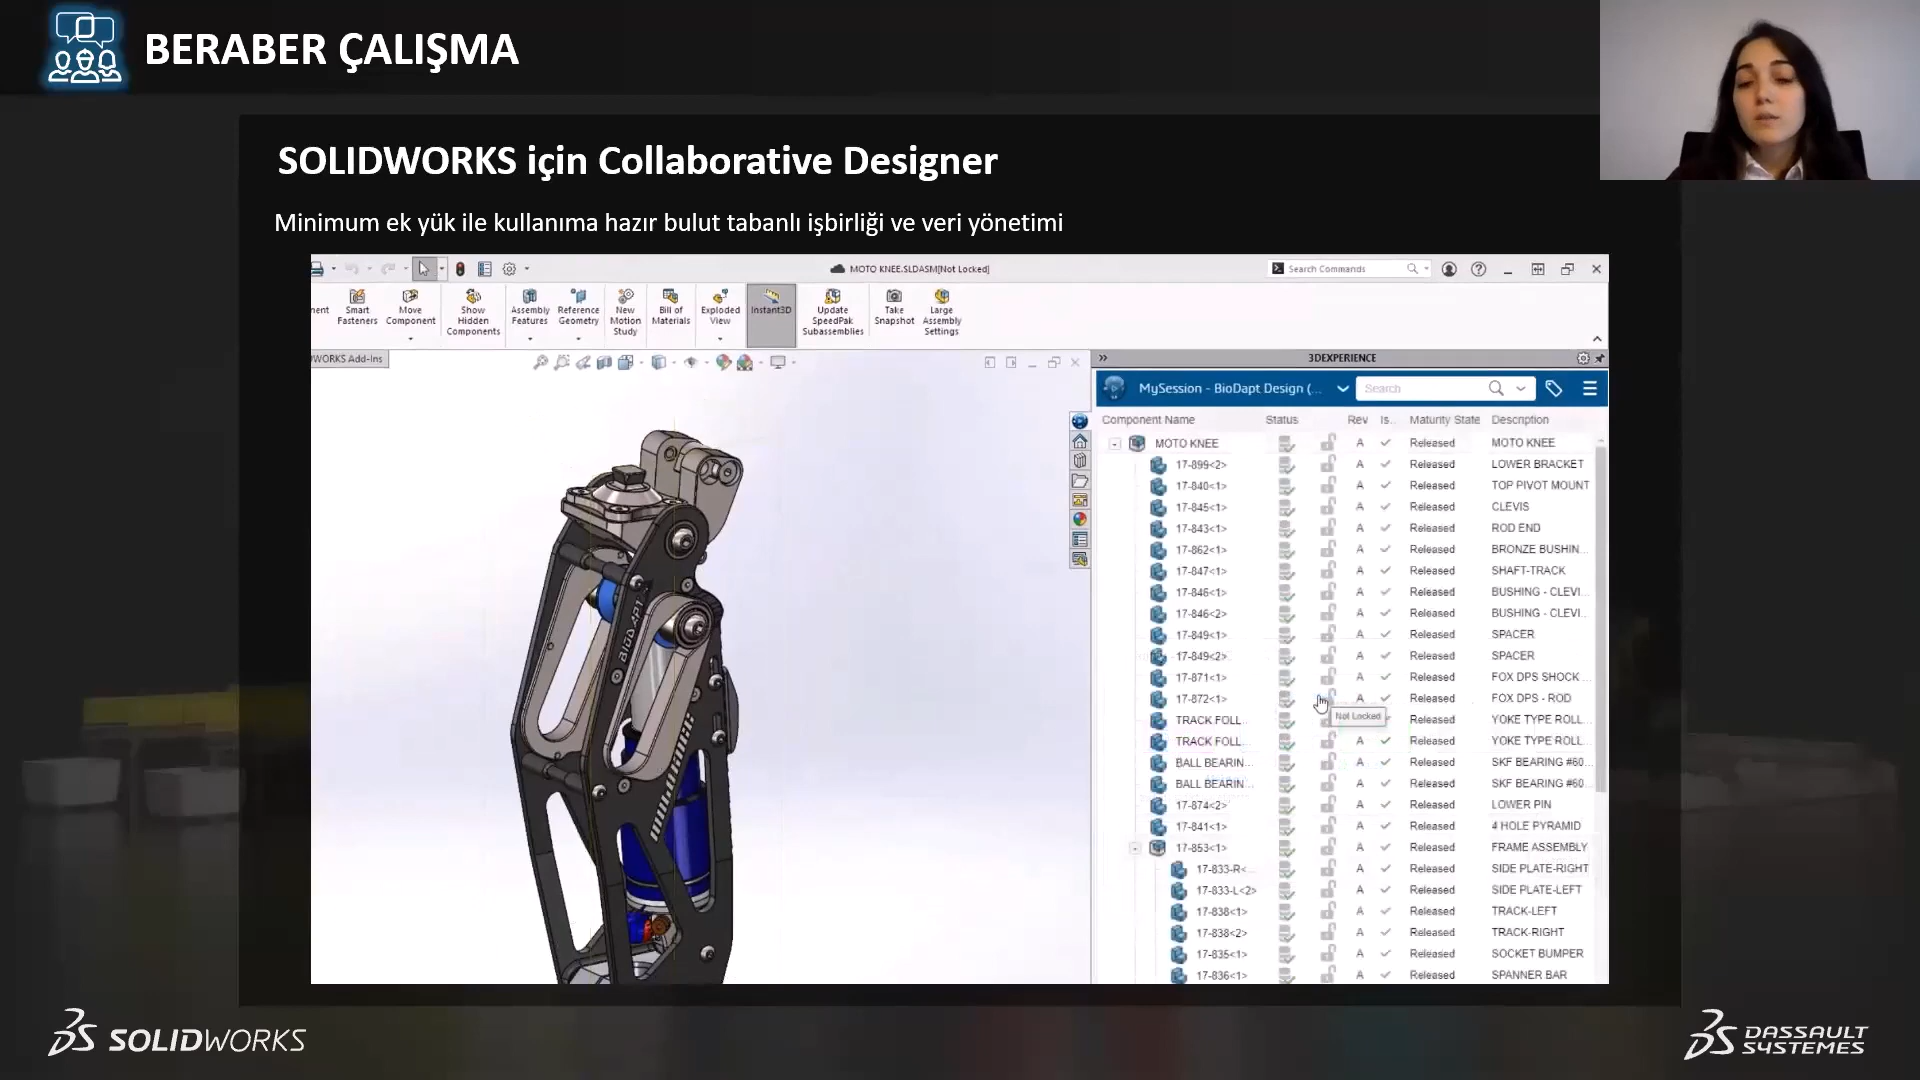 BERABER ÇALIŞMA
SOLIDWORKS için Collaborative Designer
Minimum ek yük ile kullanıma hazır bulut tabanlı işbirliği ve veri yönetimi
MOTO KNEE.SLDASM[Not Locked]
Search Commands
nent
Smart Fasteners
Move Component
Show Hidden Components
Assembly Features
Reference Geometry
New Motion Study
Bill of Materials
Exploded View
Instant3D
Update SpeedPak Subassemblies
Take Snapshot
Large Assembly Settings
WORKS Add-Ins
3DEXPERIENCE
MySession - BioDapt Design (... Search
Component Name Status Rev Is... Maturity State Description
MOTO KNEE A Released MOTO KNEE
17-899<2> A Released LOWER BRACKET
17-840<1> A Released TOP PIVOT MOUNT
17-845<1> A Released CLEVIS
17-843<1> A Released ROD END
17-862<1> A Released BRONZE BUSHIN...
17-847<1> A Released SHAFT-TRACK
17-846<1> A Released BUSHING - CLEVI...
17-846<2> A Released BUSHING - CLEVI...
17-849<1> A Released SPACER
17-849<2> A Released SPACER
17-871<1> A Released FOX DPS SHOCK ...
17-872<1> A Released FOX DPS - ROD
Not Locked
TRACK FOLL... Released YOKE TYPE ROLL...
TRACK FOLL... A Released YOKE TYPE ROLL...
BALL BEARIN... A Released SKF BEARING #60...
BALL BEARIN... A Released SKF BEARING #60...
17-874<2> A Released LOWER PIN
17-841<1> A Released 4 HOLE PYRAMID
17-853<1> A Released FRAME ASSEMBLY
17-833-R<... A Released SIDE PLATE-RIGHT
17-833-L<2> A Released SIDE PLATE-LEFT
17-838<1> A Released TRACK-LEFT
17-838<2> A Released TRACK-RIGHT
17-835<1> A Released SOCKET BUMPER
17-836<1> A Released SPANNER BAR
BIODAPT
SOLIDWORKS
DASSAULT SYSTEMES